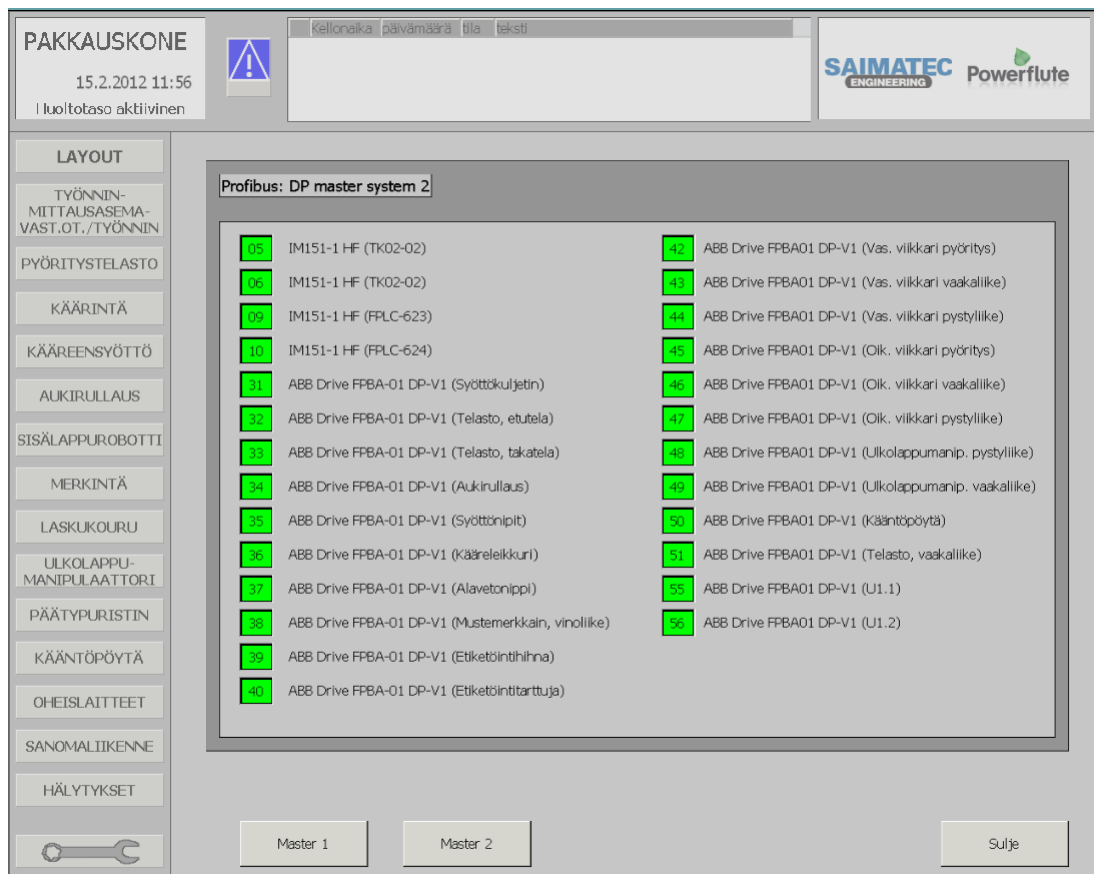 PAKKAUSKONE
15.2.2012 11:56
Huoltotaso aktiivinen
Kellonaika päivämäärä tila teksti
SAIMATEC
ENGINEERING
Powerflute
LAYOUT
TYÖNNIN-
MITTAUSASEMA-
VAST.OT./TYÖNNIN
PYÖRITYSTELASTO
KÄÄRINTÄ
KÄÄREENSYÖTTÖ
AUKIRULLAUS
SISÄLAPPUROBOTTI
MERKINTÄ
LASKUKOURU
ULKOLAPPU-
MANIPULAATTORI
PÄÄTYPURISTIN
KÄÄNTÖPÖYTÄ
OHEISLAITTEET
SANOMALIIKENNE
HÄLYTYKSET
Profibus: DP master system 2
05 IM151-1 HF (TK02-02)
06 IM151-1 HF (TK02-02)
09 IM151-1 HF (FPLC-623)
10 IM151-1 HF (FPLC-624)
31 ABB Drive FPBA-01 DP-V1 (Syöttökuljetin)
32 ABB Drive FPBA-01 DP-V1 (Telasto, etutela)
33 ABB Drive FPBA-01 DP-V1 (Telasto, takatela)
34 ABB Drive FPBA-01 DP-V1 (Aukirullaus)
35 ABB Drive FPBA-01 DP-V1 (Syöttönipit)
36 ABB Drive FPBA-01 DP-V1 (Kääreleikkuri)
37 ABB Drive FPBA-01 DP-V1 (Alavetonippi)
38 ABB Drive FPBA-01 DP-V1 (Mustemerkkain, vinoliike)
39 ABB Drive FPBA-01 DP-V1 (Etiketöintihihna)
40 ABB Drive FPBA-01 DP-V1 (Etiketöintitarttuja)
42 ABB Drive FPBA01 DP-V1 (Vas. viikkari pyöritys)
43 ABB Drive FPBA01 DP-V1 (Vas. viikkari vaakaliike)
44 ABB Drive FPBA01 DP-V1 (Vas. viikkari pystyliike)
45 ABB Drive FPBA01 DP-V1 (Oik. viikkari pyöritys)
46 ABB Drive FPBA01 DP-V1 (Oik. viikkari vaakaliike)
47 ABB Drive FPBA01 DP-V1 (Oik. viikkari pystyliike)
48 ABB Drive FPBA01 DP-V1 (Ulkolappumanip. pystyliike)
49 ABB Drive FPBA01 DP-V1 (Ulkolappumanip. vaakaliike)
50 ABB Drive FPBA01 DP-V1 (Kääntöpöytä)
51 ABB Drive FPBA01 DP-V1 (Telasto, vaakaliike)
55 ABB Drive FPBA01 DP-V1 (U1.1)
56 ABB Drive FPBA01 DP-V1 (U1.2)
Master 1
Master 2
Sulje